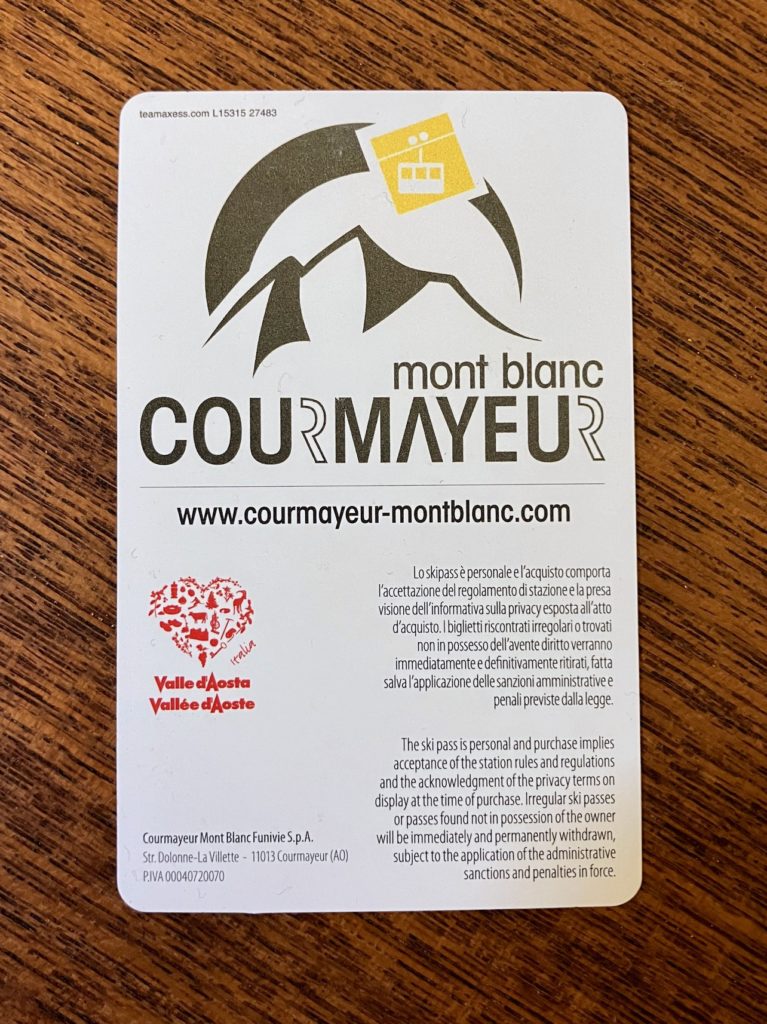 teamaxess.com L15315 27483
mont blanc
COURMAYEUR
www.courmayeur-montblanc.com
Lo skipass è personale e l'acquisto comporta
l'accettazione del regolamento di stazione e la presa
visione dell'informativa sulla privacy esposta all'atto
d'acquisto. I biglietti riscontrati irregolari o trovati
non in possesso dell'avente diritto verranno
immediatamente e definitivamente ritirati, fatta
salva l'applicazione delle sanzioni amministrative e
penali previste dalla legge.
italia
Valle d'Aosta
Vallée d'Aoste
The ski pass is personal and purchase implies
acceptance of the station rules and regulations
and the acknowledgment of the privacy terms on
display at the time of purchase. Irregular ski passes
or passes found not in possession of the owner
will be immediately and permanently withdrawn,
subject to the application of the administrative
sanctions and penalties in force.
Courmayeur Mont Blanc Funivie S.p.A.
Str. Dolonne-La Villette - 11013 Courmayeur (AO)
P.IVA 00040720070